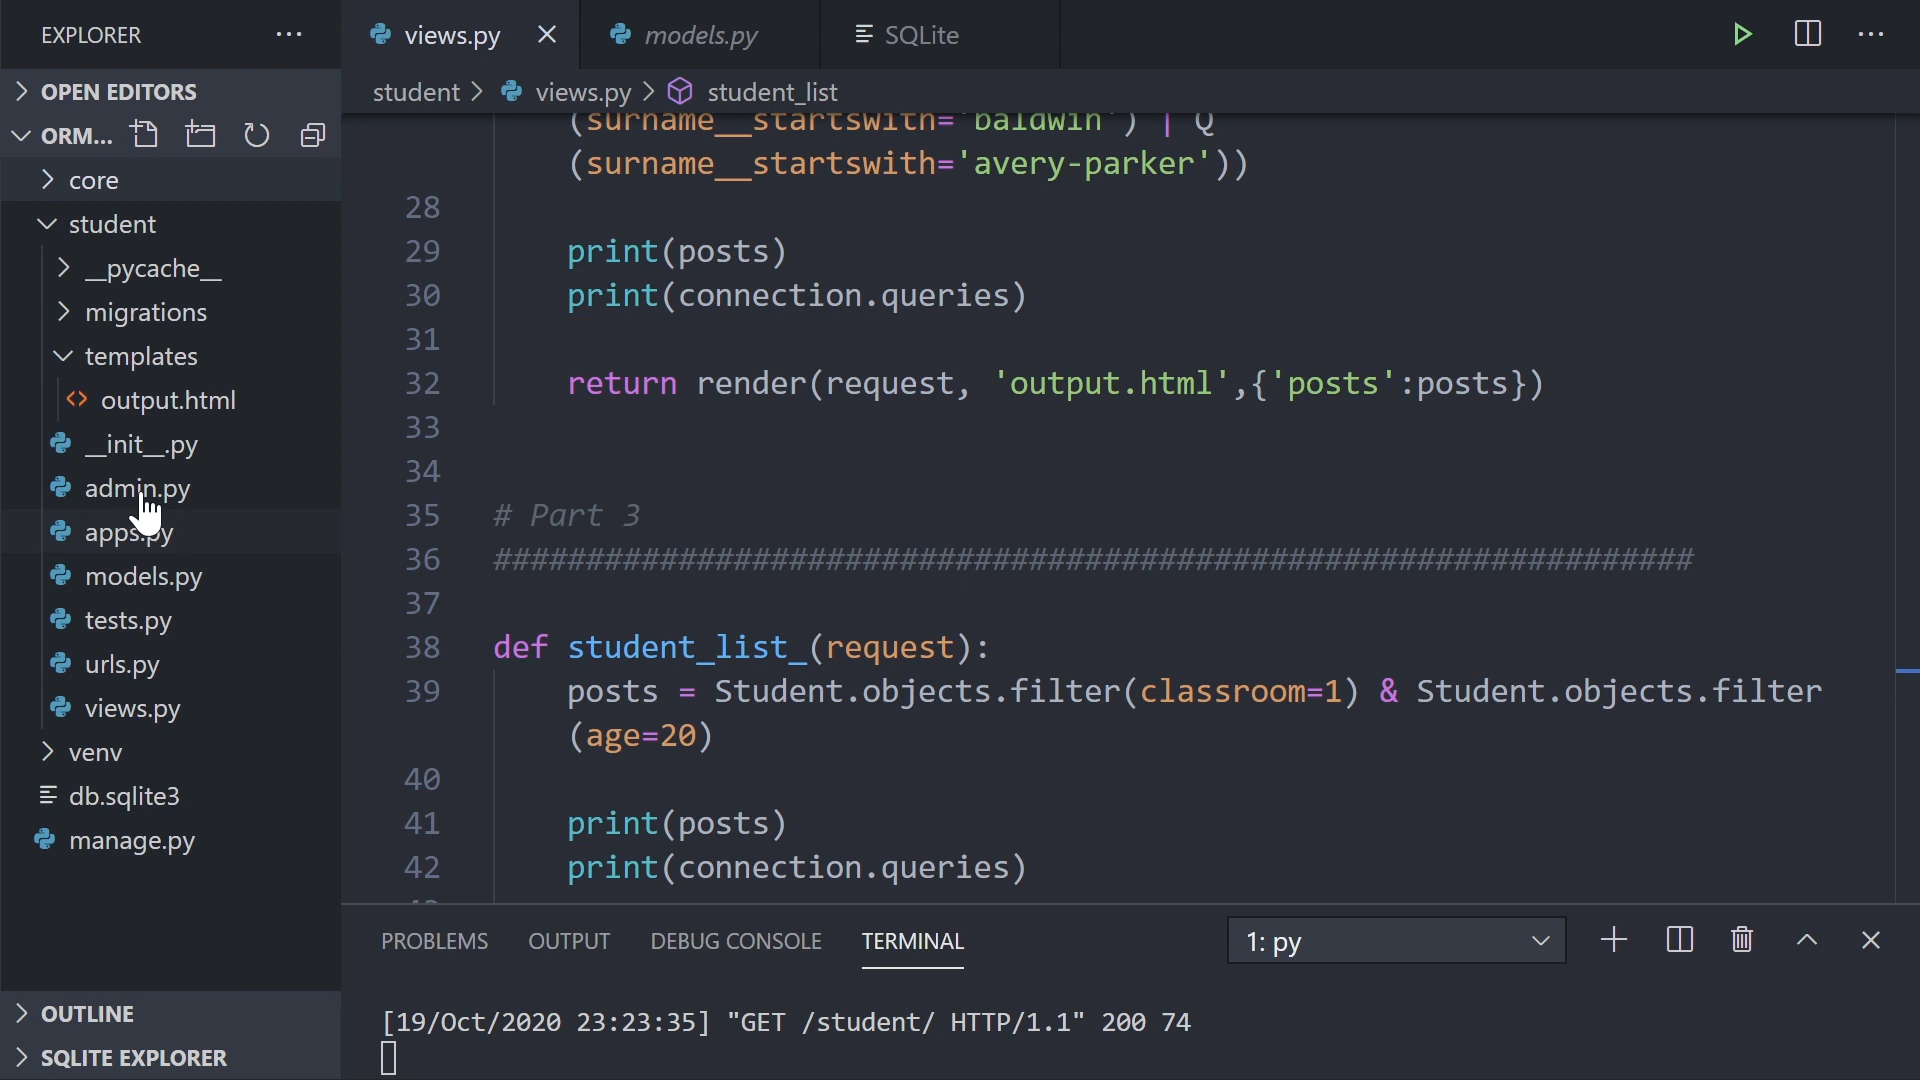 EXPLORER
views.py
models.py
SQLite
OPEN EDITORS
student > views.py > student_list
ORM...
(surname__startswith='baldwin') | Q
core
(surname__startswith='avery-parker'))
28
student
29 print(posts)
__pycache__
30 print(connection.queries)
migrations
31
templates
32 return render(request, 'output.html',{'posts':posts})
output.html
33
__init__.py
34
admin.py
35 # Part 3
apps.py
36 #################################################################
models.py
37
tests.py
38 def student_list_(request):
urls.py
39 posts = Student.objects.filter(classroom=1) & Student.objects.filter
views.py
(age=20)
venv
40
db.sqlite3
41 print(posts)
manage.py
42 print(connection.queries)
PROBLEMS OUTPUT DEBUG CONSOLE TERMINAL 1: py
OUTLINE
[19/Oct/2020 23:23:35] "GET /student/ HTTP/1.1" 200 74
SQLITE EXPLORER